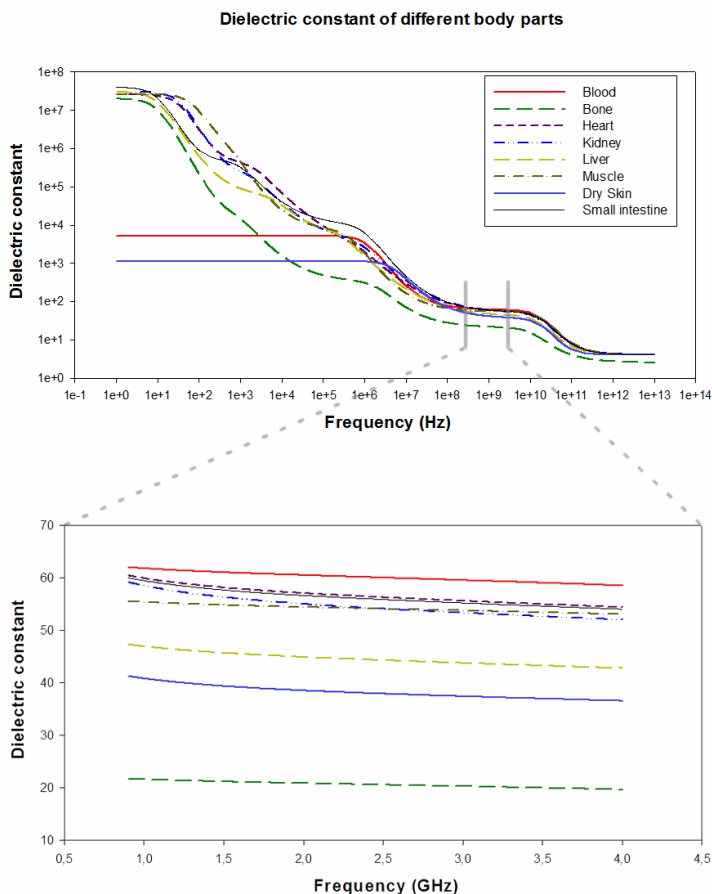 Dielectric constant of different body parts
Dielectric constant
1e+8
1e+7
1e+6
1e+5
1e+4
1e+3
1e+2
1e+1
1e+0
Blood
Bone
Heart
Kidney
Liver
Muscle
Dry Skin
Small intestine
1e-1 1e+0 1e+1 1e+2 1e+3 1e+4 1e+5 1e+6 1e+7 1e+8 1e+9 1e+10 1e+11 1e+12 1e+13 1e+14
Frequency (Hz)
Dielectric constant
70
60
50
40
30
20
10
0,5 1,0 1,5 2,0 2,5 3,0 3,5 4,0 4,5
Frequency (GHz)